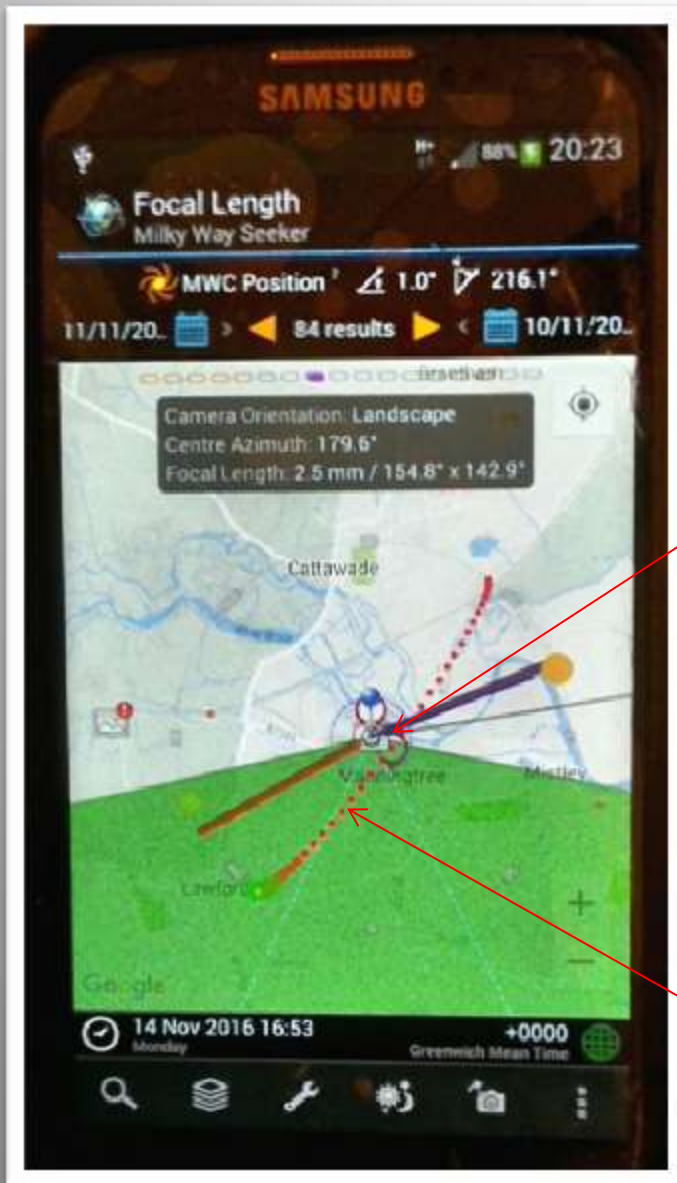 SAMSUNG
H+ 88% 20:23
Focal Length
Milky Way Seeker
MWC Position 1.0° 216.1°
11/11/20.. 84 results 10/11/20..
Camera Orientation: Landscape
Centre Azimuth: 179.6°
Focal Length: 2.5 mm / 154.8° x 142.9°
Cattawade
Manningtree
Mistley
Lawford
Google
14 Nov 2016 16:53
Monday
+0000
Greenwich Mean Time